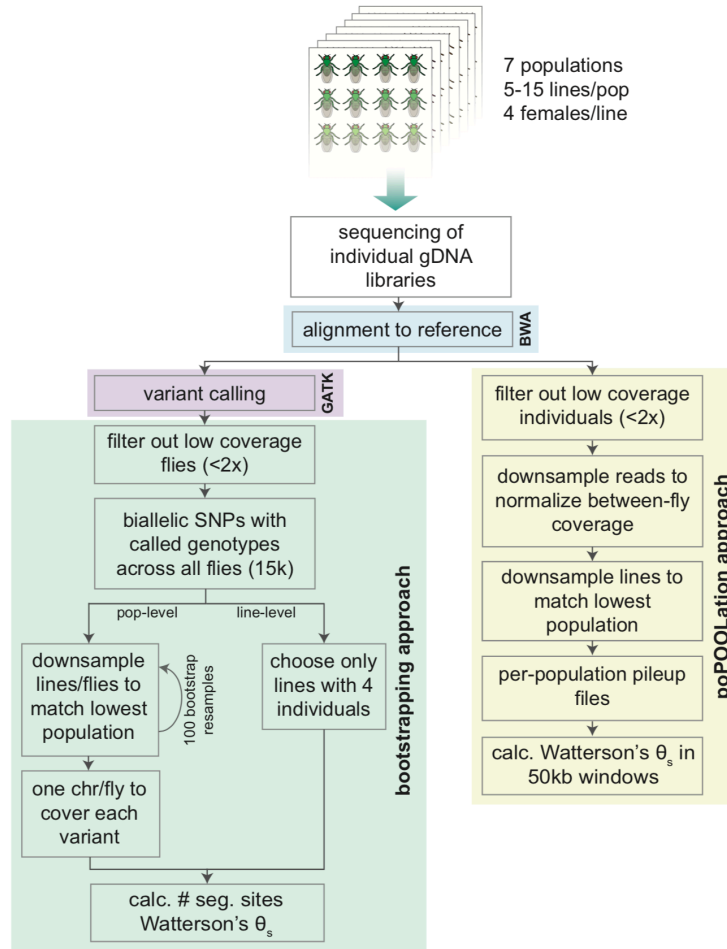 7 populations
5-15 lines/pop
4 females/line
sequencing of
individual gDNA
libraries
alignment to reference
BWA
variant calling
GATK
filter out low coverage
flies (<2x)
biallelic SNPs with
called genotypes
across all flies (15k)
pop-level
line-level
downsample
lines/flies to
match lowest
population
100 bootstrap
resamples
choose only
lines with 4
individuals
one chr/fly to
cover each
variant
calc. # seg. sites
Watterson's θs
bootstrapping approach
filter out low coverage
individuals (<2x)
downsample reads to
normalize between-fly
coverage
downsample lines to
match lowest
population
per-population pileup
files
calc. Watterson's θs in
50kb windows
poPOOLation approach